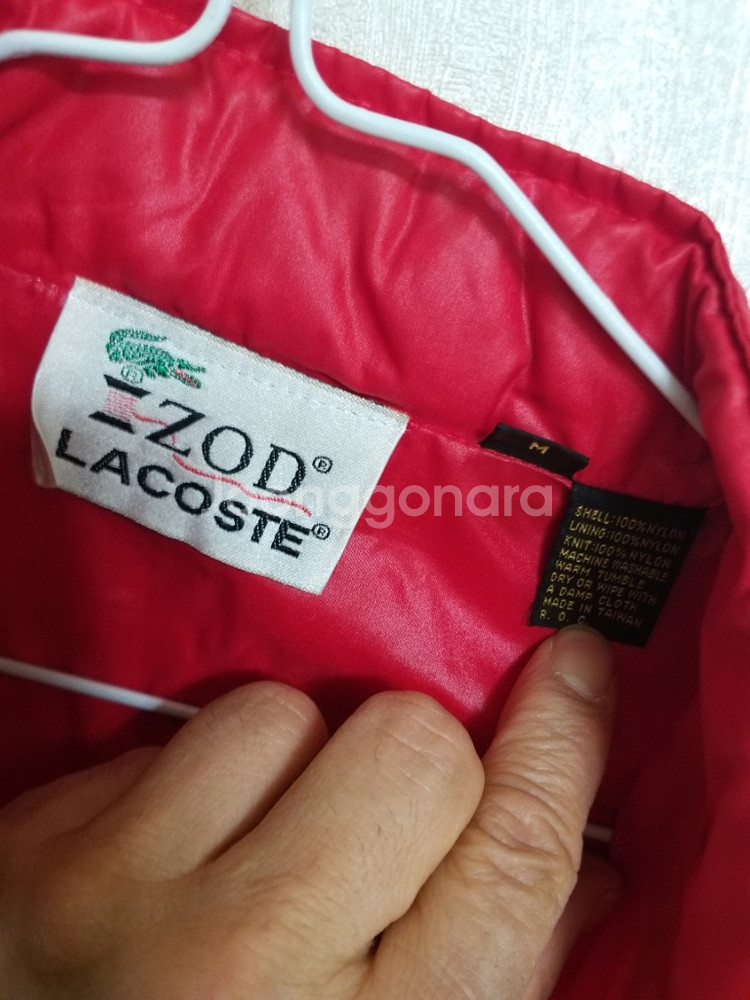 IZOD®
LACOSTE®
M
SHELL:100%NYLON
LINING:100%NYLON
KNIT:100%NYLON
MACHINE WASHABLE
WARM TUMBLE
DRY OR WIPE WITH
A DAMP CLOTH
MADE IN TAIWAN
R. O. C
joonggonara